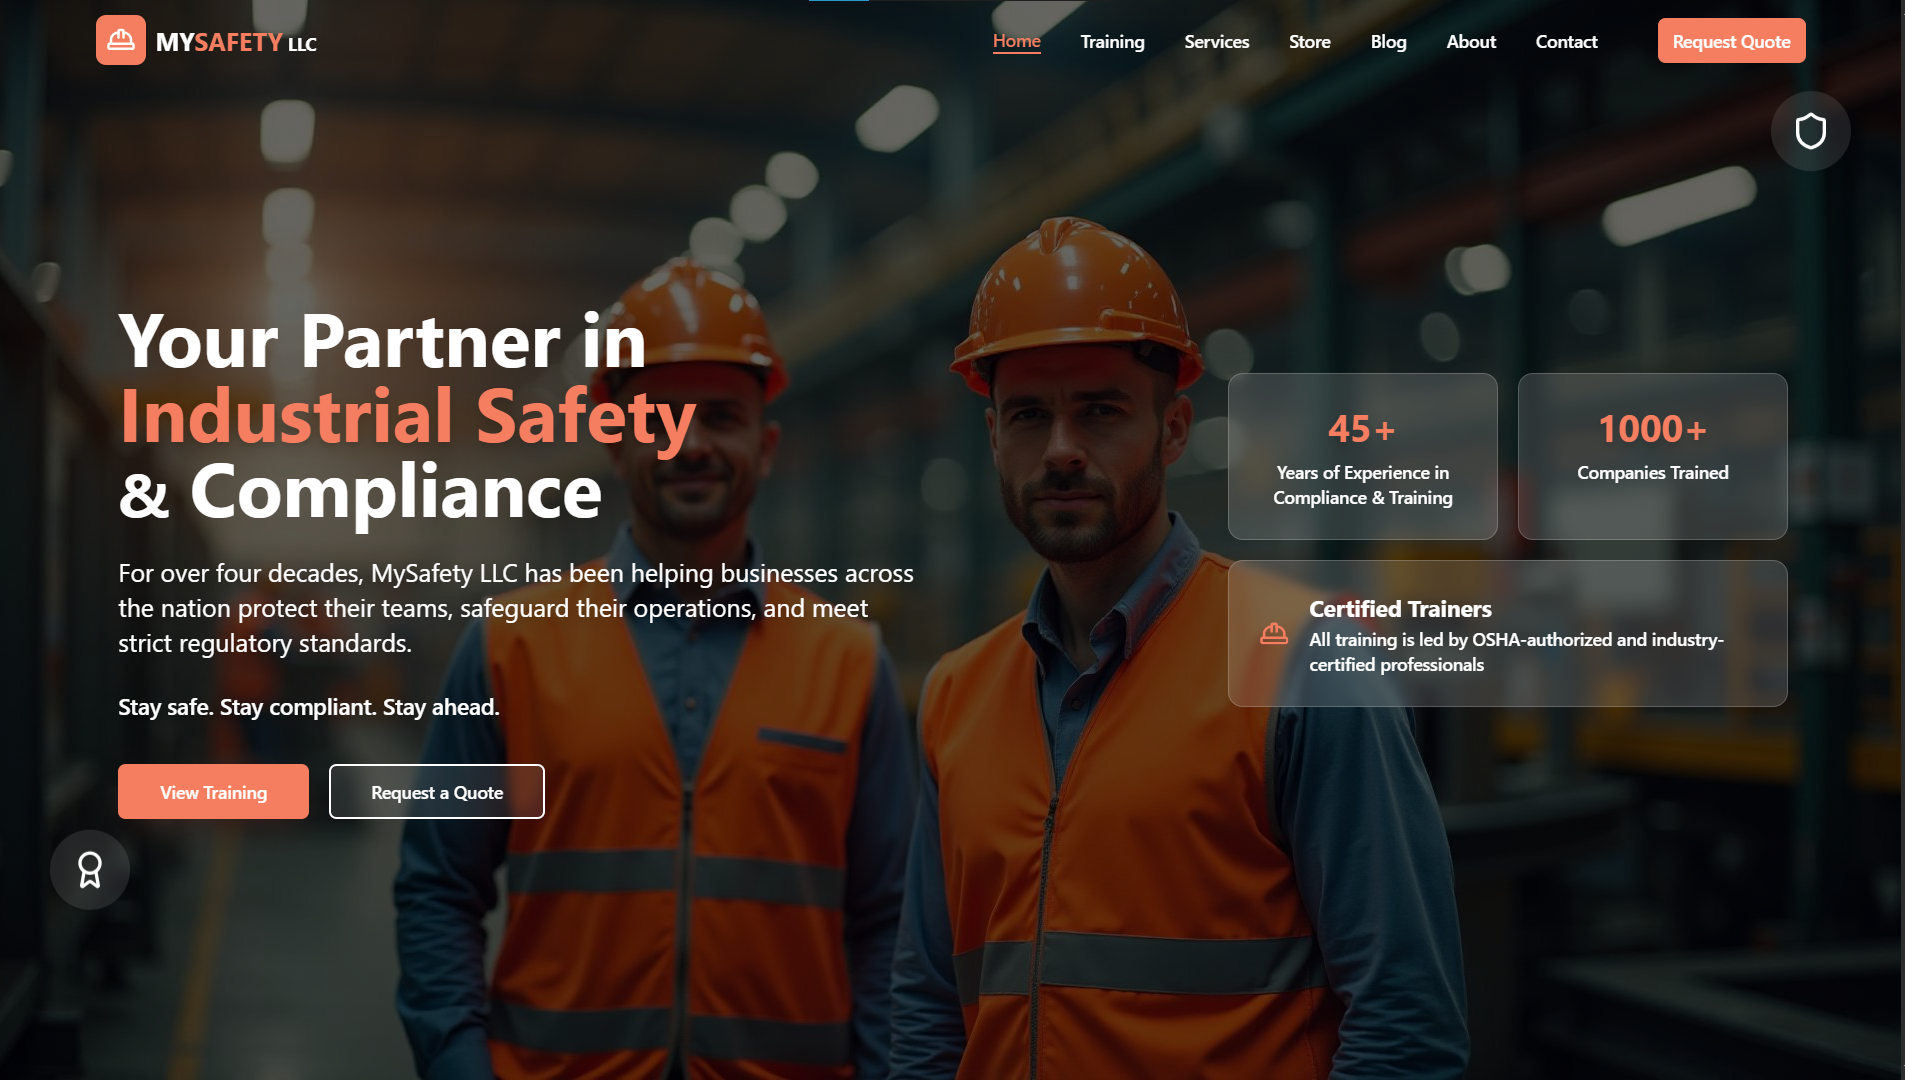 MYSAFETY LLC
Home
Training
Services
Store
Blog
About
Contact
Request Quote
Your Partner in
Industrial Safety
& Compliance
For over four decades, MySafety LLC has been helping businesses across
the nation protect their teams, safeguard their operations, and meet
strict regulatory standards.
Stay safe. Stay compliant. Stay ahead.
View Training
Request a Quote
45+
Years of Experience in
Compliance & Training
1000+
Companies Trained
Certified Trainers
All training is led by OSHA-authorized and industry-
certified professionals